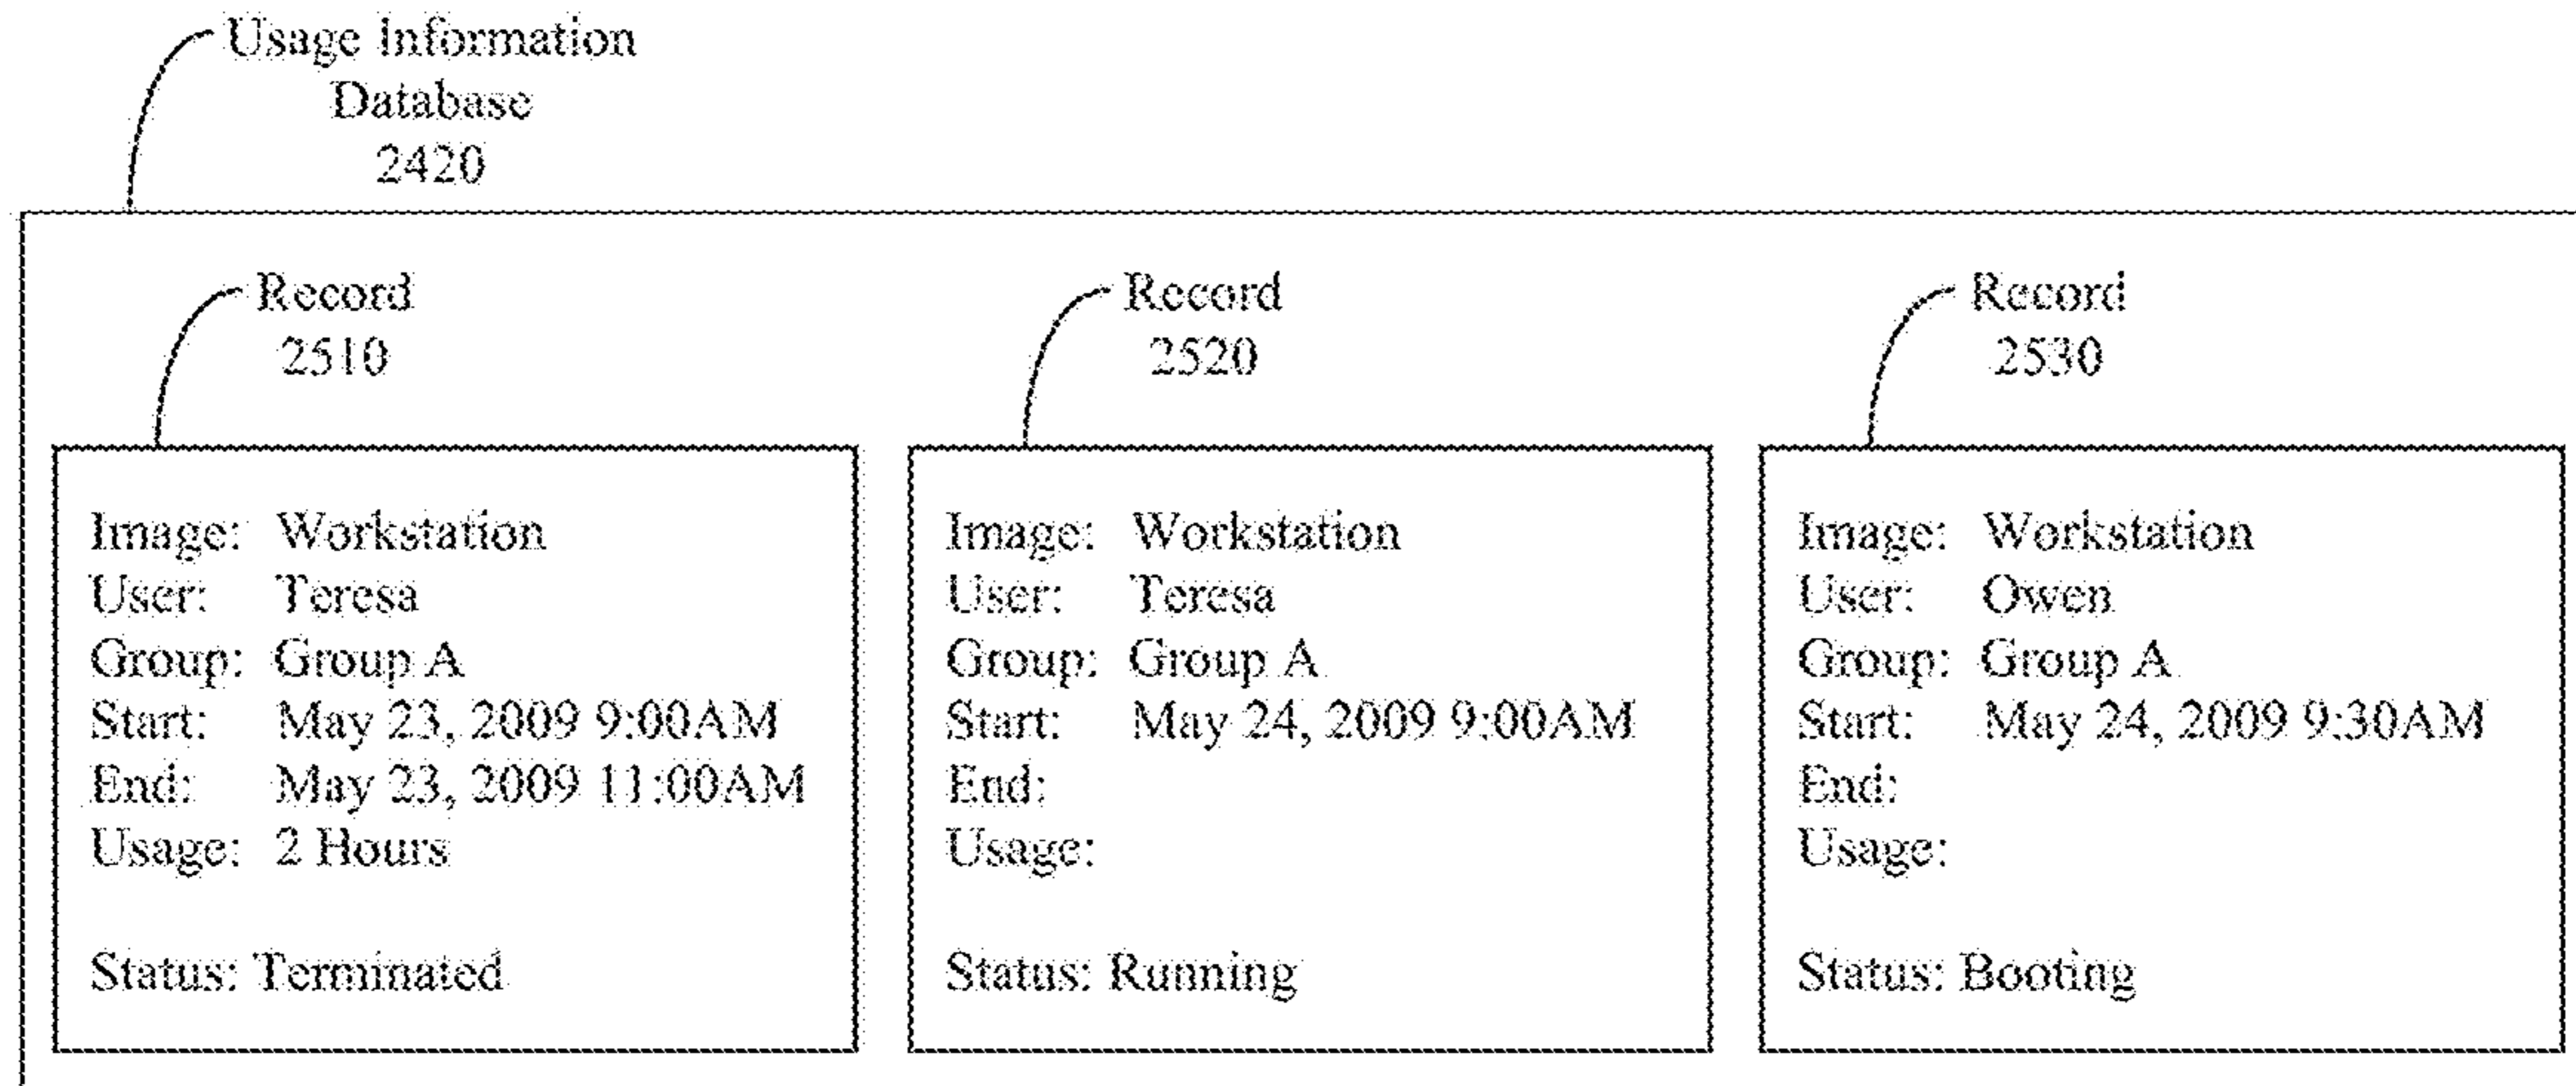 Usage Information
Database
2420
Record
2510
Record
2520
Record
2530
Image: Workstation
User: Teresa
Group: Group A
Start: May 23, 2009 9:00AM
End: May 23, 2009 11:00AM
Usage: 2 Hours
Status: Terminated
Image: Workstation
User: Teresa
Group: Group A
Start: May 24, 2009 9:00AM
End:
Usage:
Status: Running
Image: Workstation
User: Owen
Group: Group A
Start: May 24, 2009 9:30AM
End:
Usage:
Status: Booting